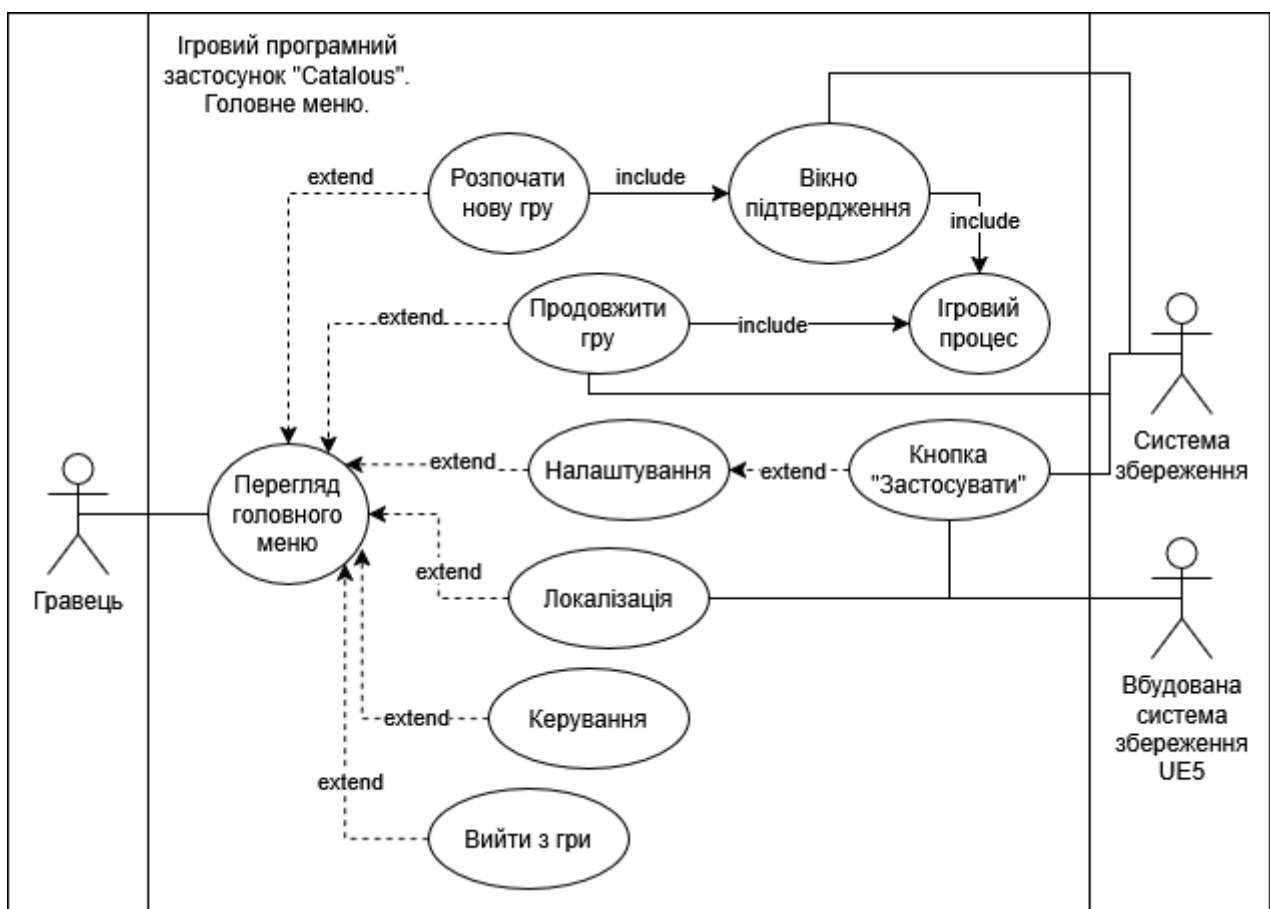 Ігровий програмний
застосунок "Catalous".
Головне меню.
extend
Розпочати
нову гру
include
Вікно
підтвердження
include
extend
Продовжити
гру
include
Ігровий
процес
Система
збереження
extend
Налаштування
extend
Кнопка
"Застосувати"
Перегляд
головного
меню
Гравець
extend
Локалізація
Вбудована
система
збереження
UE5
extend
Керування
extend
Вийти з гри